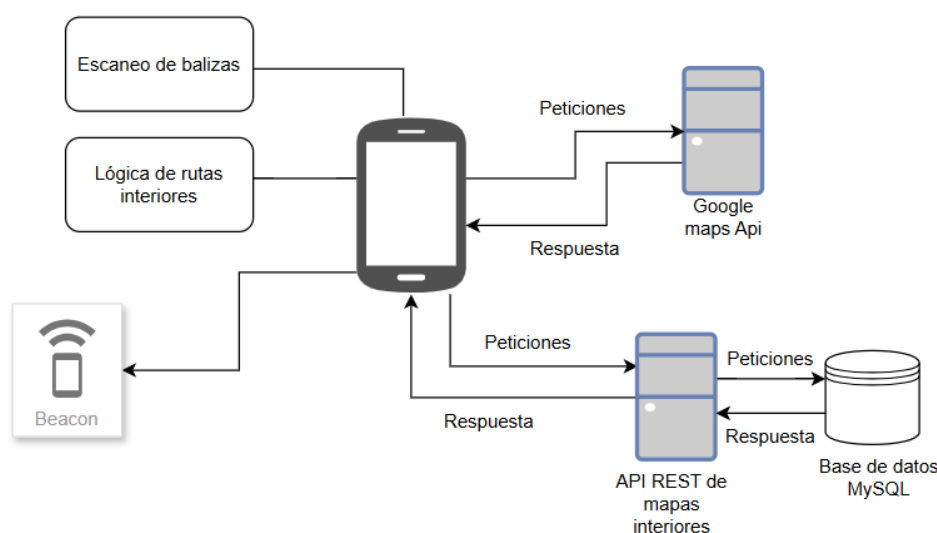 Escaneo de balizas
Peticiones
Lógica de rutas
interiores
Google
maps Api
Respuesta
Beacon
Peticiones
Peticiones
Respuesta
Respuesta
API REST de
mapas
interiores
Base de datos
MySQL